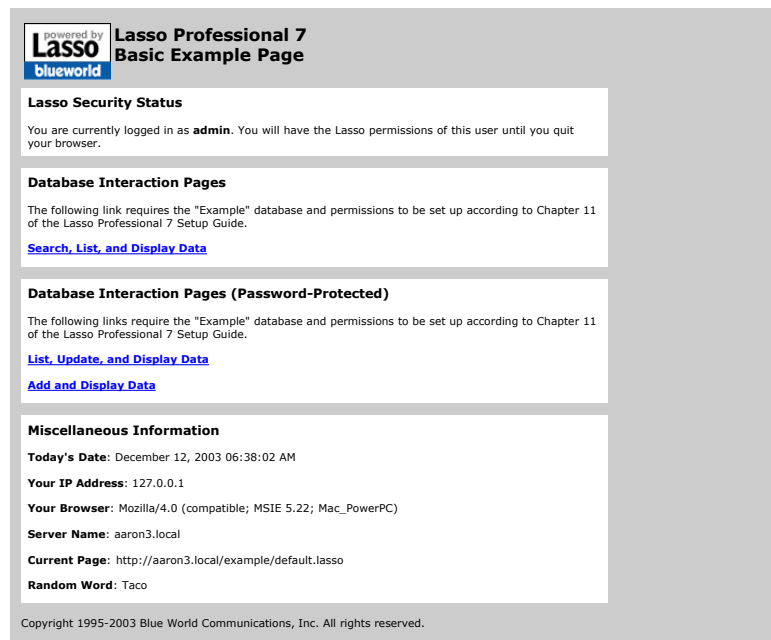 powered by
Lasso
blueworld
Lasso Professional 7
Basic Example Page
Lasso Security Status
You are currently logged in as admin. You will have the Lasso permissions of this user until you quit
your browser.
Database Interaction Pages
The following link requires the "Example" database and permissions to be set up according to Chapter 11
of the Lasso Professional 7 Setup Guide.
Search, List, and Display Data
Database Interaction Pages (Password-Protected)
The following links require the "Example" database and permissions to be set up according to Chapter 11
of the Lasso Professional 7 Setup Guide.
List, Update, and Display Data
Add and Display Data
Miscellaneous Information
Today's Date: December 12, 2003 06:38:02 AM
Your IP Address: 127.0.0.1
Your Browser: Mozilla/4.0 (compatible; MSIE 5.22; Mac_PowerPC)
Server Name: aaron3.local
Current Page: http://aaron3.local/example/default.lasso
Random Word: Taco
Copyright 1995-2003 Blue World Communications, Inc. All rights reserved.